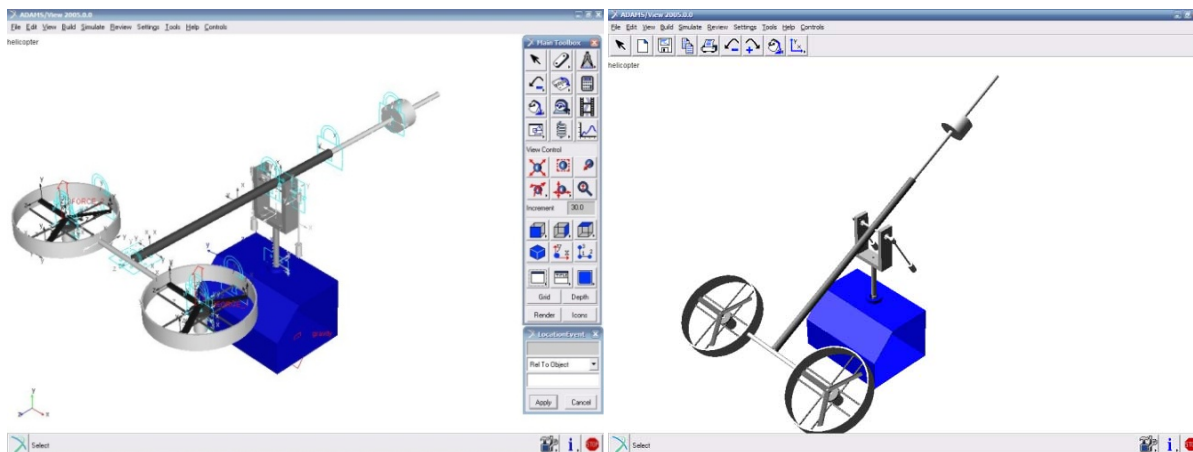 ADAMS/View 2005.0.0
File Edit View Build Simulate Review Settings Tools Help Controls
helicopter
Main Toolbox
View Control
Increment 30.0
Grid Depth
Render Icons
LocationEvent
Rel To Object
Apply Cancel
Select
ADAMS/View 2005.0.0
File Edit View Build Simulate Review Settings Tools Help Controls
helicopter
Select